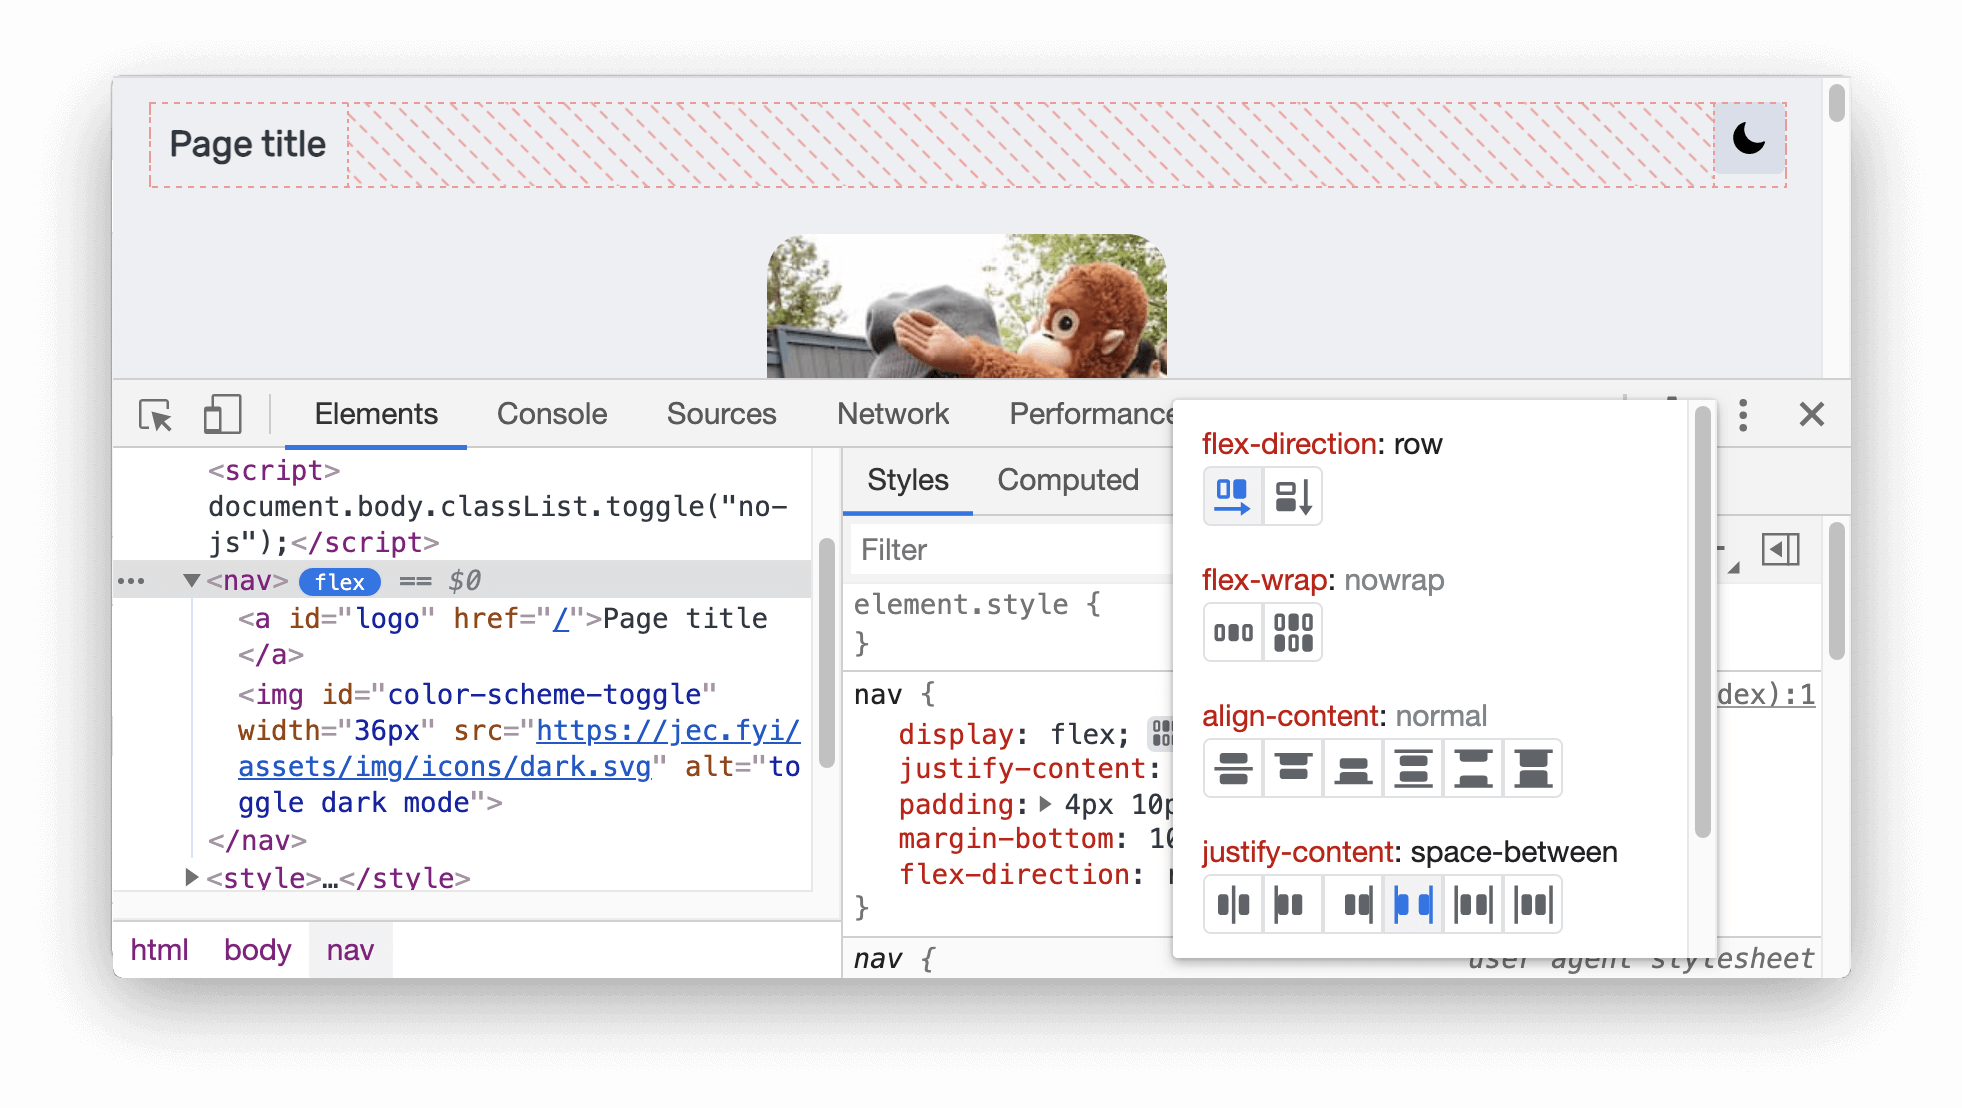 Page title
Elements Console Sources Network Performance
<script>
document.body.classList.toggle("no-
js");</script>
<nav> flex == $0
<a id="logo" href="/">Page title
</a>
<img id="color-scheme-toggle"
width="36px" src="https://jec.fyi/
assets/img/icons/dark.svg" alt="to
ggle dark mode">
</nav>
<style>…</style>
html body nav
Styles Computed
Filter
element.style {
}
nav {
dex):1
display: flex;
justify-content:
padding: 4px 10p
margin-bottom: 10
flex-direction:
}
nav {
user agent stylesheet
flex-direction: row
flex-wrap: nowrap
align-content: normal
justify-content: space-between